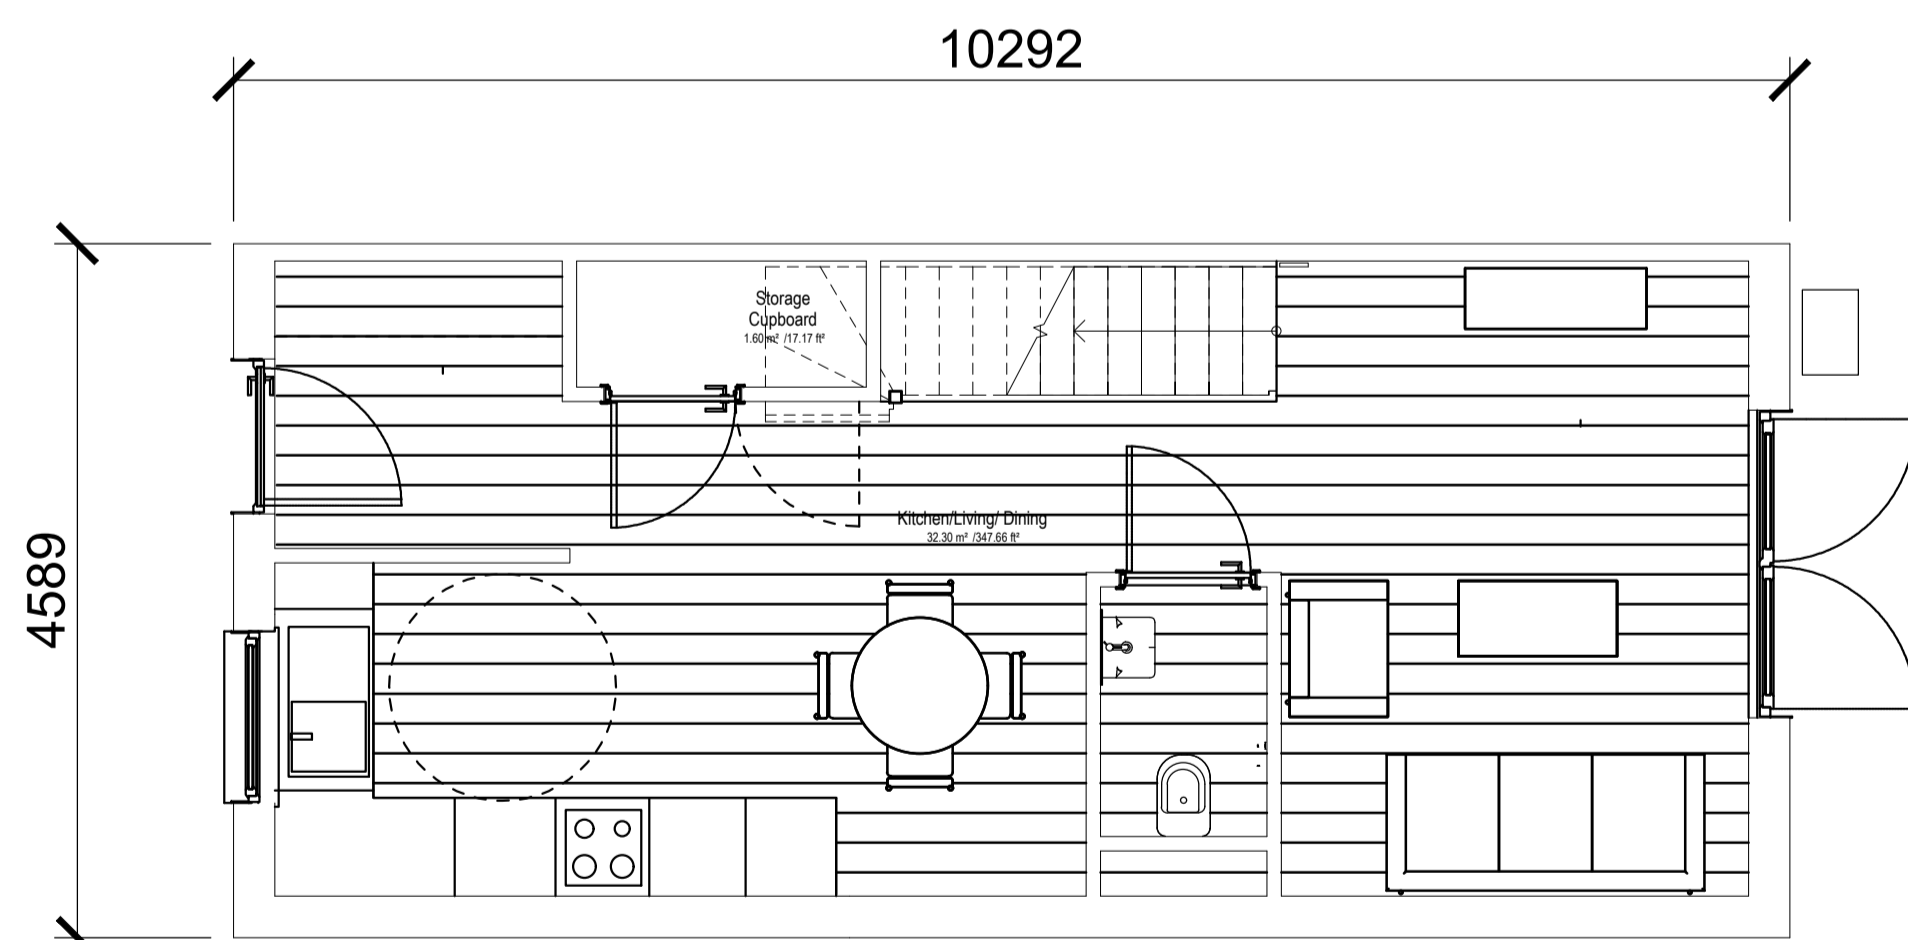 10292
4589
Storage
Cupboard
1.60 m² /17.17 ft²
Kitchen/Living/ Dining
32.30 m² /347.66 ft²